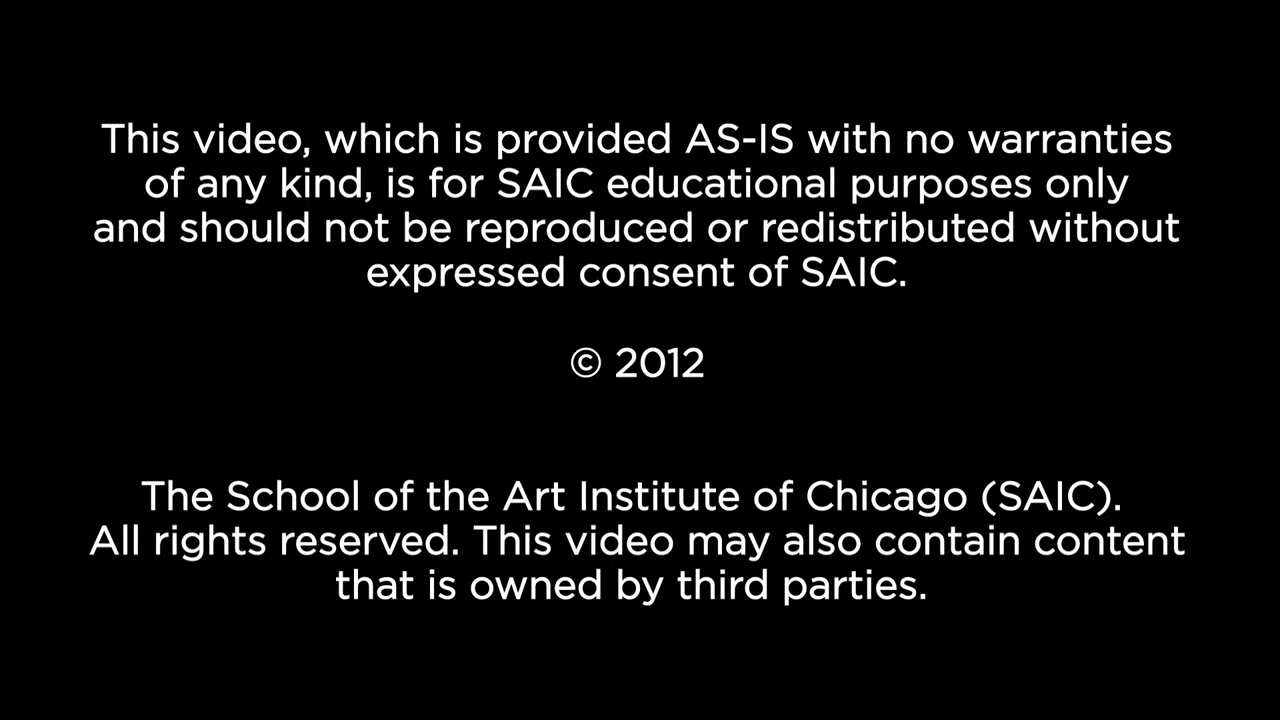 This video, which is provided AS-IS with no warranties
of any kind, is for SAIC educational purposes only
and should not be reproduced or redistributed without
expressed consent of SAIC.
© 2012
The School of the Art Institute of Chicago (SAIC).
All rights reserved. This video may also contain content
that is owned by third parties.